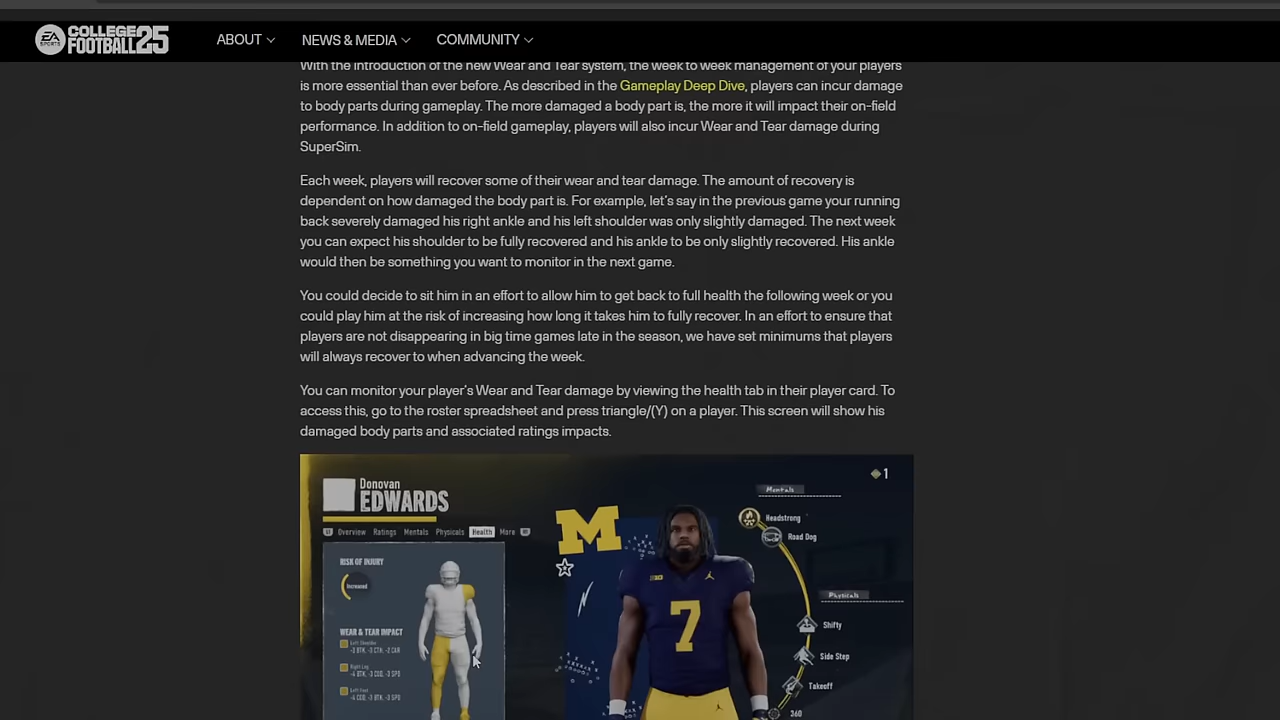 EA SPORTS COLLEGE FOOTBALL 25
ABOUT NEWS & MEDIA COMMUNITY
With the introduction of the new Wear and Tear system, the week to week management of your players
is more essential than ever before. As described in the Gameplay Deep Dive, players can incur damage
to body parts during gameplay. The more damaged a body part is, the more it will impact their on-field
performance. In addition to on-field gameplay, players will also incur Wear and Tear damage during
SuperSim.
Each week, players will recover some of their wear and tear damage. The amount of recovery is
dependent on how damaged the body part is. For example, let's say in the previous game your running
back severely damaged his right ankle and his left shoulder was only slightly damaged. The next week
you can expect his shoulder to be fully recovered and his ankle to be only slightly recovered. His ankle
would then be something you want to monitor in the next game.
You could decide to sit him in an effort to allow him to get back to full health the following week or you
could play him at the risk of increasing how long it takes him to fully recover. In an effort to ensure that
players are not disappearing in big time games late in the season, we have set minimums that players
will always recover to when advancing the week.
You can monitor your player's Wear and Tear damage by viewing the health tab in their player card. To
access this, go to the roster spreadsheet and press triangle/(Y) on a player. This screen will show his
damaged body parts and associated ratings impacts.
Donovan
EDWARDS
1
Overview Ratings Mentals Physicals Health More
RISK OF INJURY
Increased
WEAR & TEAR IMPACT
Left Shoulder
Right Leg
Left Foot
M
7
Mentals
Headstrong
Road Dog
Physicals
Shifty
Side Step
Takeoff
360